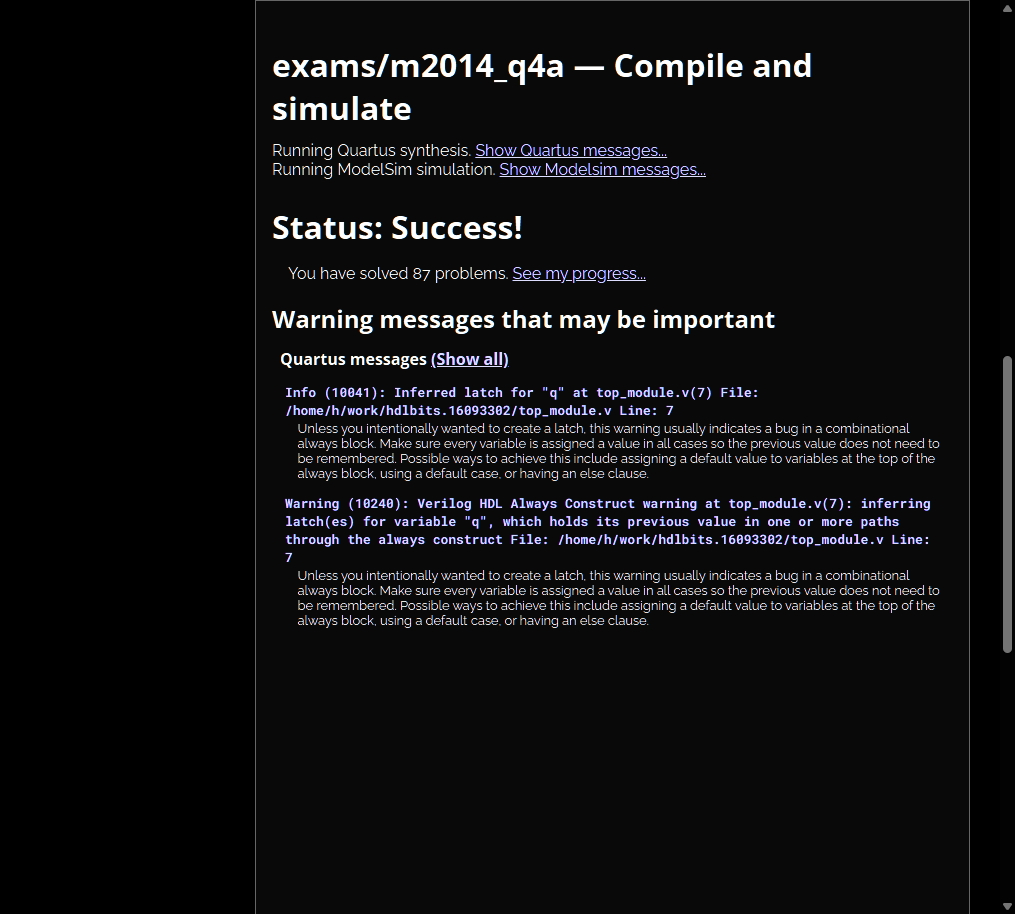 exams/m2014_q4a — Compile and
simulate
Running Quartus synthesis. Show Quartus messages...
Running ModelSim simulation. Show Modelsim messages...
Status: Success!
You have solved 87 problems. See my progress...
Warning messages that may be important
Quartus messages (Show all)
Info (10041): Inferred latch for "q" at top_module.v(7) File:
/home/h/work/hdlbits.16093302/top_module.v Line: 7
Unless you intentionally wanted to create a latch, this warning usually indicates a bug in a combinational
always block. Make sure every variable is assigned a value in all cases so the previous value does not need to
be remembered. Possible ways to achieve this include assigning a default value to variables at the top of the
always block, using a default case, or having an else clause.
Warning (10240): Verilog HDL Always Construct warning at top_module.v(7): inferring
latch(es) for variable "q", which holds its previous value in one or more paths
through the always construct File: /home/h/work/hdlbits.16093302/top_module.v Line:
7
Unless you intentionally wanted to create a latch, this warning usually indicates a bug in a combinational
always block. Make sure every variable is assigned a value in all cases so the previous value does not need to
be remembered. Possible ways to achieve this include assigning a default value to variables at the top of the
always block, using a default case, or having an else clause.